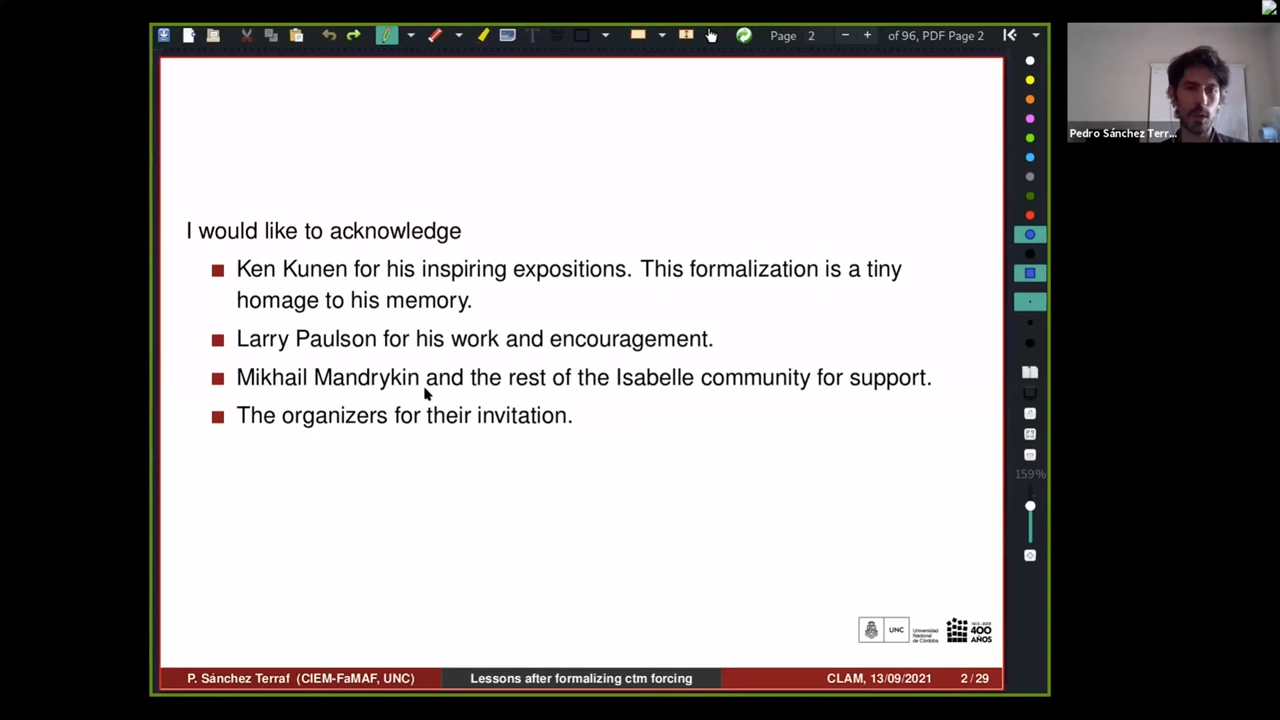 Page 2 of 96, PDF Page 2
Pedro Sánchez Terr...
I would like to acknowledge
Ken Kunen for his inspiring expositions. This formalization is a tiny
homage to his memory.
Larry Paulson for his work and encouragement.
Mikhail Mandrykin and the rest of the Isabelle community for support.
The organizers for their invitation.
159%
UNC
Universidad
Nacional
de Córdoba
400
AÑOS
P. Sánchez Terraf (CIEM-FaMAF, UNC)
Lessons after formalizing ctm forcing
CLAM, 13/09/2021
2 / 29